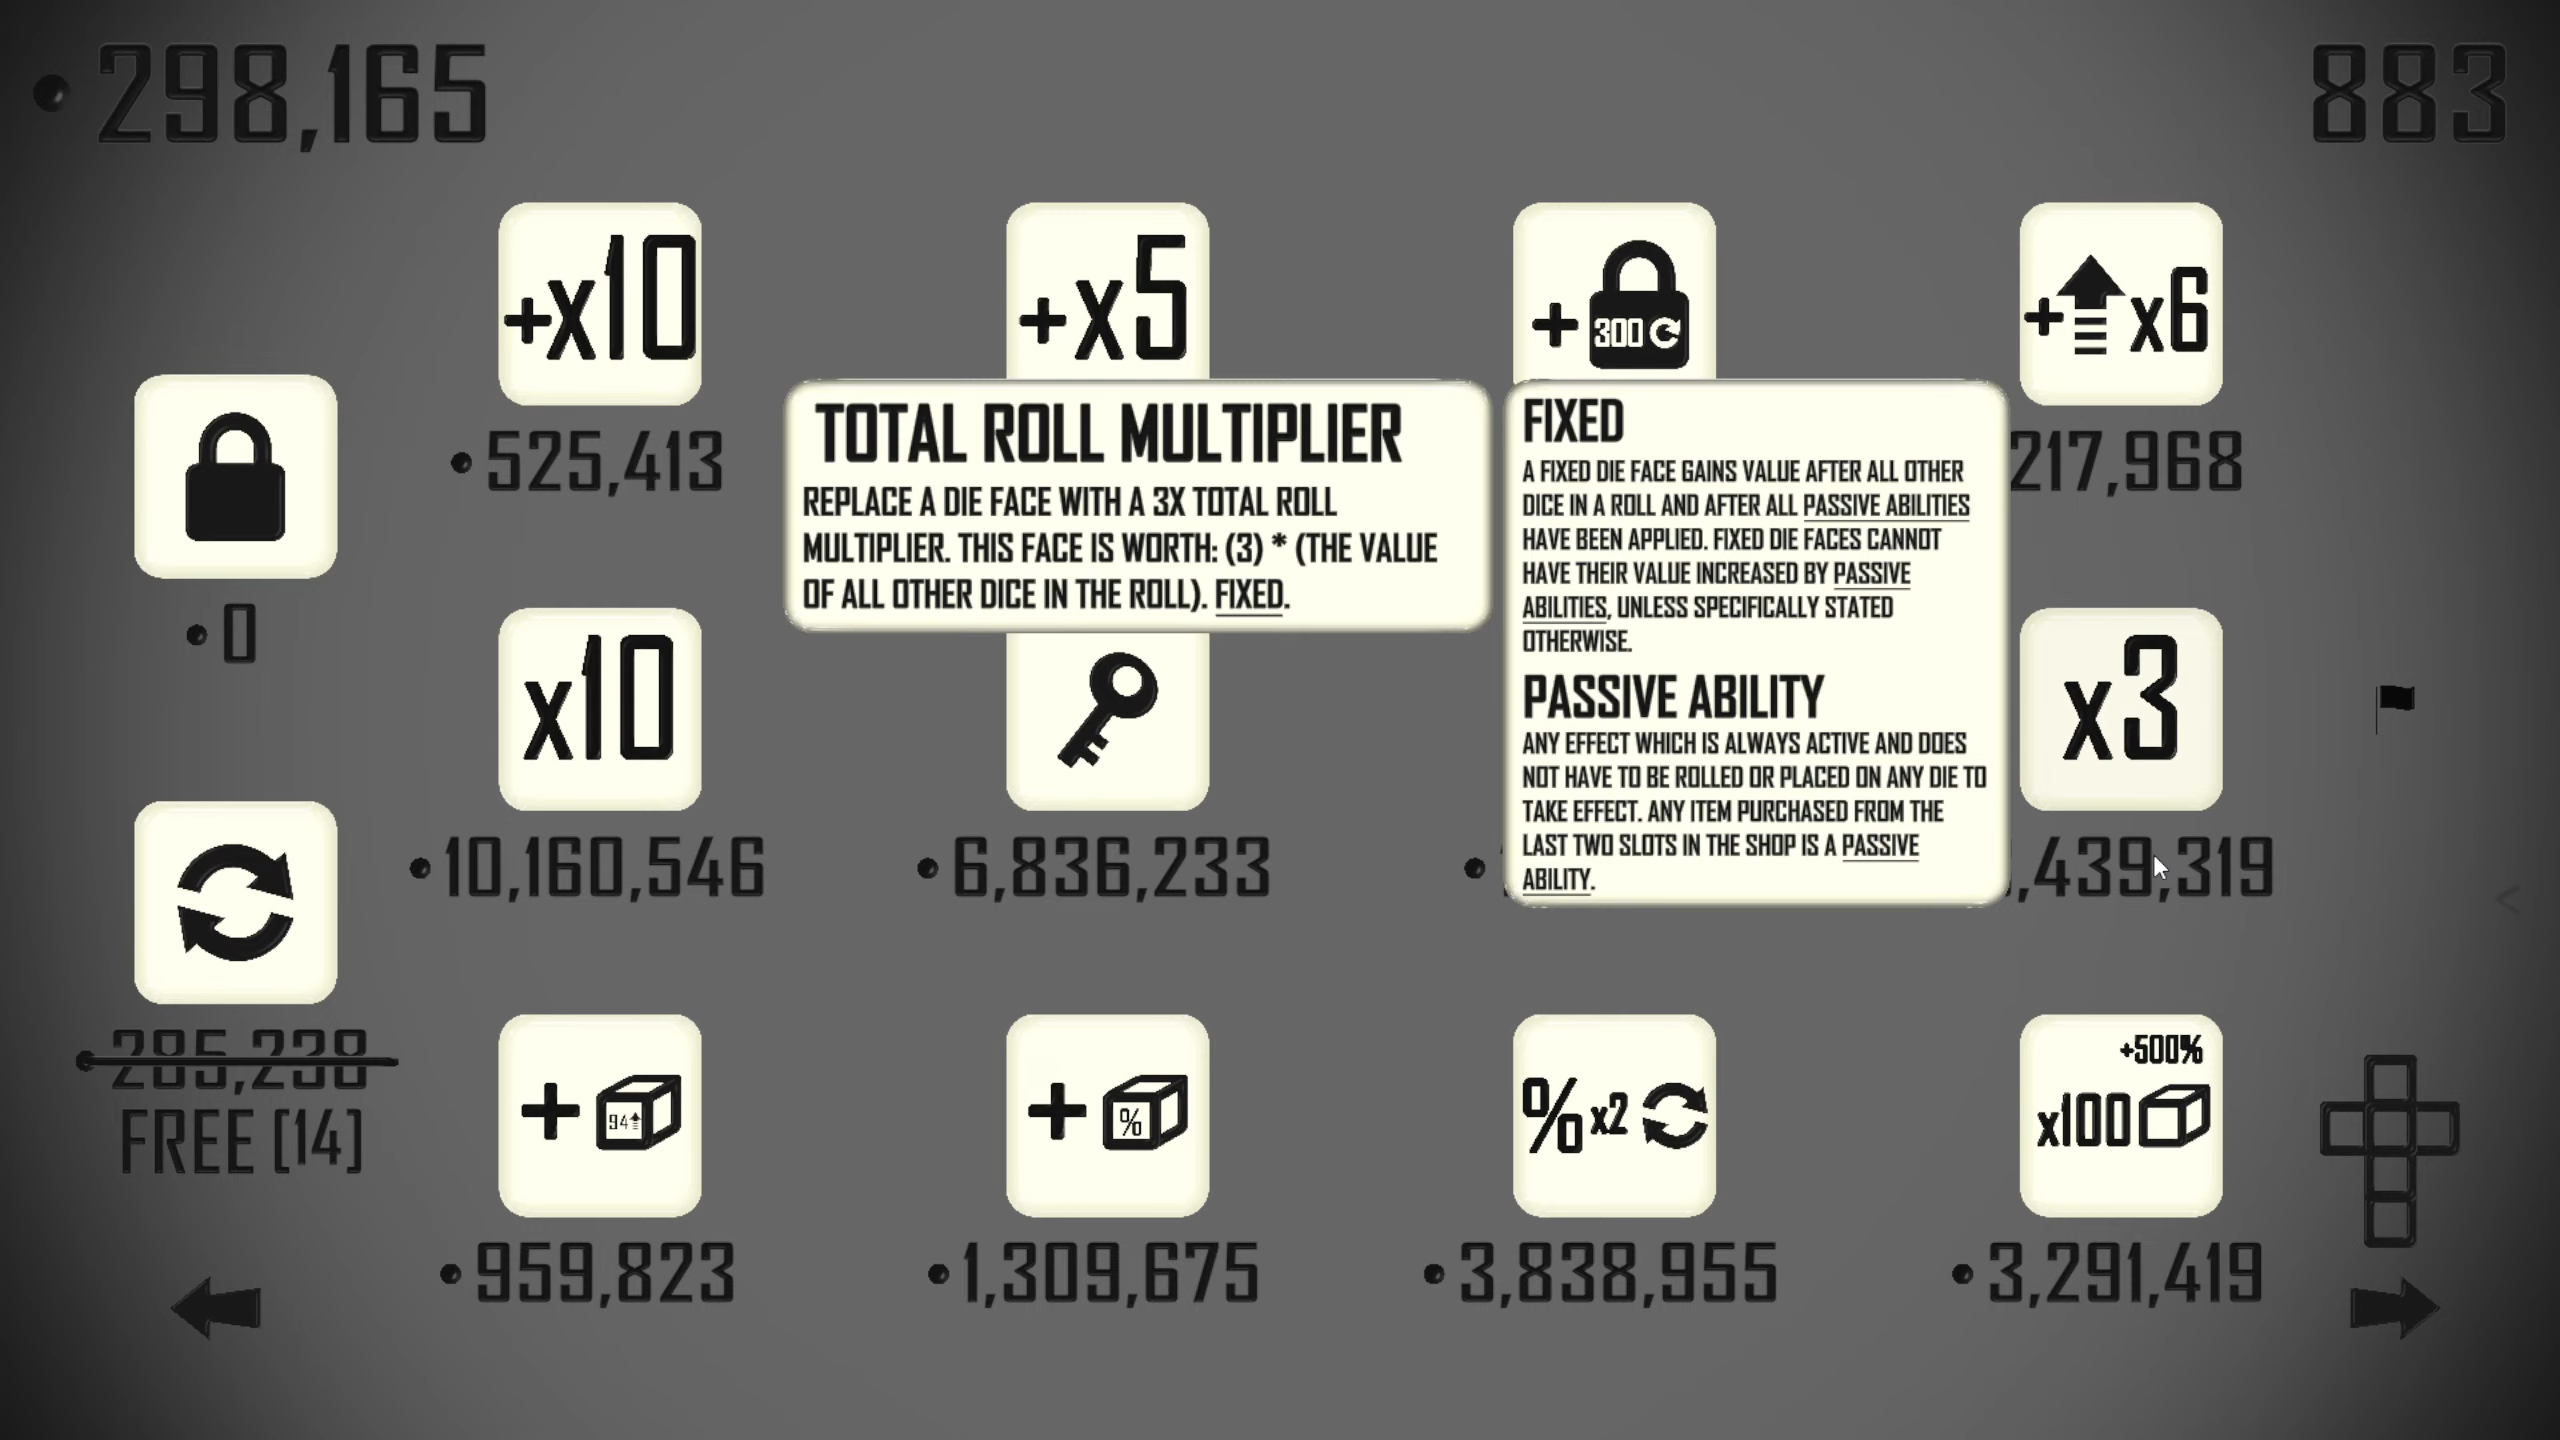 298,165
883
+x10
+x5
+300
+x6
525,413
217,968
0
TOTAL ROLL MULTIPLIER
REPLACE A DIE FACE WITH A 3X TOTAL ROLL
MULTIPLIER. THIS FACE IS WORTH: (3) * (THE VALUE
OF ALL OTHER DICE IN THE ROLL). FIXED.
FIXED
A FIXED DIE FACE GAINS VALUE AFTER ALL OTHER
DICE IN A ROLL AND AFTER ALL PASSIVE ABILITIES
HAVE BEEN APPLIED. FIXED DIE FACES CANNOT
HAVE THEIR VALUE INCREASED BY PASSIVE
ABILITIES, UNLESS SPECIFICALLY STATED
OTHERWISE.
PASSIVE ABILITY
ANY EFFECT WHICH IS ALWAYS ACTIVE AND DOES
NOT HAVE TO BE ROLLED OR PLACED ON ANY DIE TO
TAKE EFFECT. ANY ITEM PURCHASED FROM THE
LAST TWO SLOTS IN THE SHOP IS A PASSIVE
ABILITY.
x10
x3
10,160,546
6,836,233
,439,319
285,238
FREE [14]
+ 94
+ %
% x2
+500%
x100
959,823
1,309,675
3,838,955
3,291,419